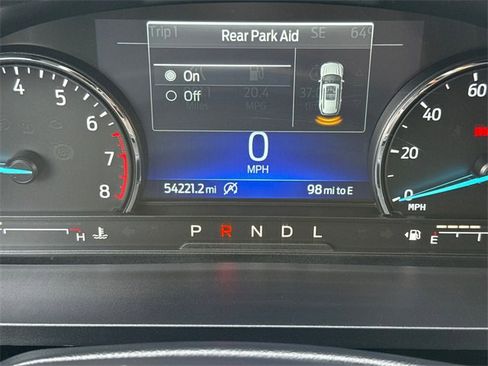 Trip 1 Rear Park Aid SE 64°
On
Off
20.4
MPG
0
MPH
54221.2 mi 98 mi to E
P R N D L
4 5 6 7 8
H
60 40 20 0
MPH
E